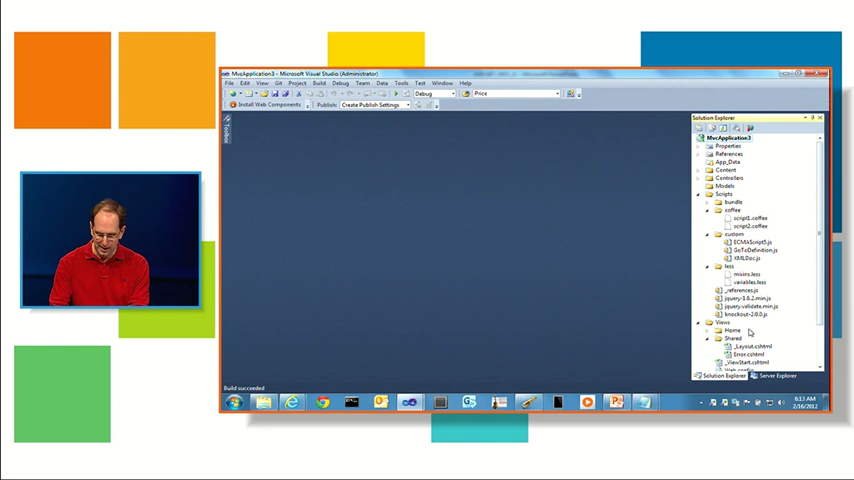 MvcApplication3 - Microsoft Visual Studio (Administrator)
File Edit View Git Project Build Debug Team Data Tools Test Window Help
Debug Price
Install Web Components Publish: Create Publish Settings
Toolbox
Solution Explorer
MvcApplication3
Properties
References
App_Data
Content
Controllers
Models
Scripts
bundle
coffee
script1.coffee
script2.coffee
custom
ECMAScript5.js
GoToDefinition.js
XMLDoc.js
less
mixins.less
variables.less
_references.js
jquery-1.6.2.min.js
jquery.validate.min.js
knockout-2.0.0.js
Views
Home
Shared
_Layout.cshtml
Error.cshtml
_ViewStart.cshtml
Web.config
Solution Explorer Server Explorer
Build succeeded
6:13 AM
2/16/2012